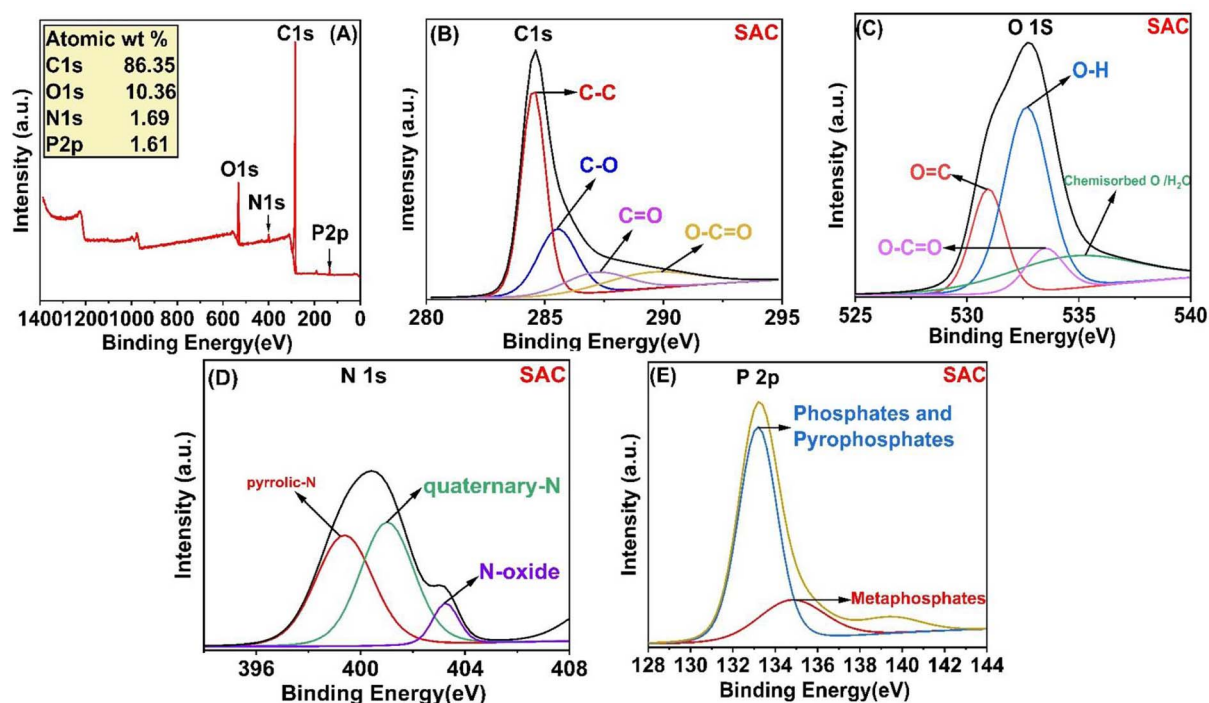 Atomic wt %
C1s 86.35
O1s 10.36
N1s 1.69
P2p 1.61
C1s
(A)
O1s
N1s
P2p
Intensity (a.u.)
1400 1200 1000 800 600 400 200 0
Binding Energy(eV)
(B)
C1s
SAC
C-C
C-O
C=O
O-C=O
Intensity (a.u.)
280 285 290 295
Binding Energy(eV)
(C)
O 1S
SAC
O-H
O=C
Chemisorbed O /H2O
O-C=O
Intensity (a.u.)
525 530 535 540
Binding Energy(eV)
(D)
N 1s
SAC
pyrrolic-N
quaternary-N
N-oxide
Intensity (a.u.)
396 400 404 408
Binding Energy(eV)
(E)
P 2p
SAC
Phosphates and
Pyrophosphates
Metaphosphates
Intensity (a.u.)
128 130 132 134 136 138 140 142 144
Binding Energy(eV)